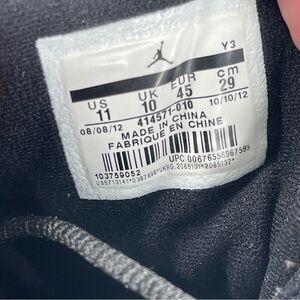 Y3
US UK EUR cm
11 10 45 29
08/08/12 414571-010 10/10/12
MADE IN CHINA
FABRIQUE EN CHINE
UPC
103759052